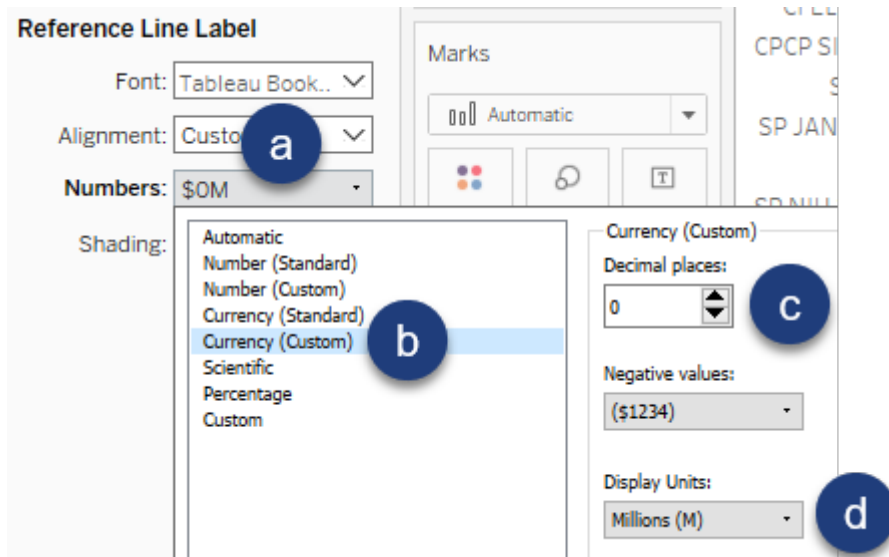 Reference Line Label
Font: Tableau Book..
Alignment: Custo
a
Numbers: $0M
Shading:
Automatic
Number (Standard)
Number (Custom)
Currency (Standard)
Currency (Custom)
b
Scientific
Percentage
Custom
Marks
Automatic
T
CPCP SI
SP JAN
Currency (Custom)
Decimal places:
0
c
Negative values:
($1234)
Display Units:
Millions (M)
d